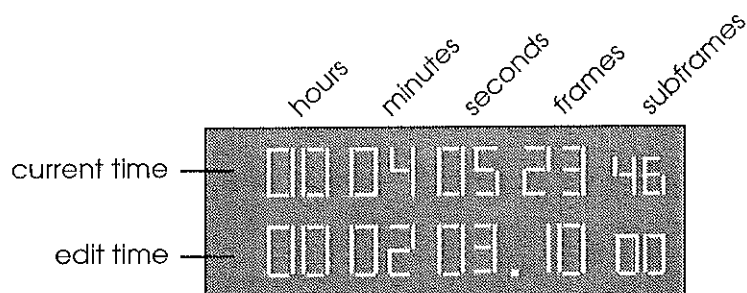 hours minutes seconds frames subframes
current time 00 04 05.23 46
edit time 00 02 03.10 00